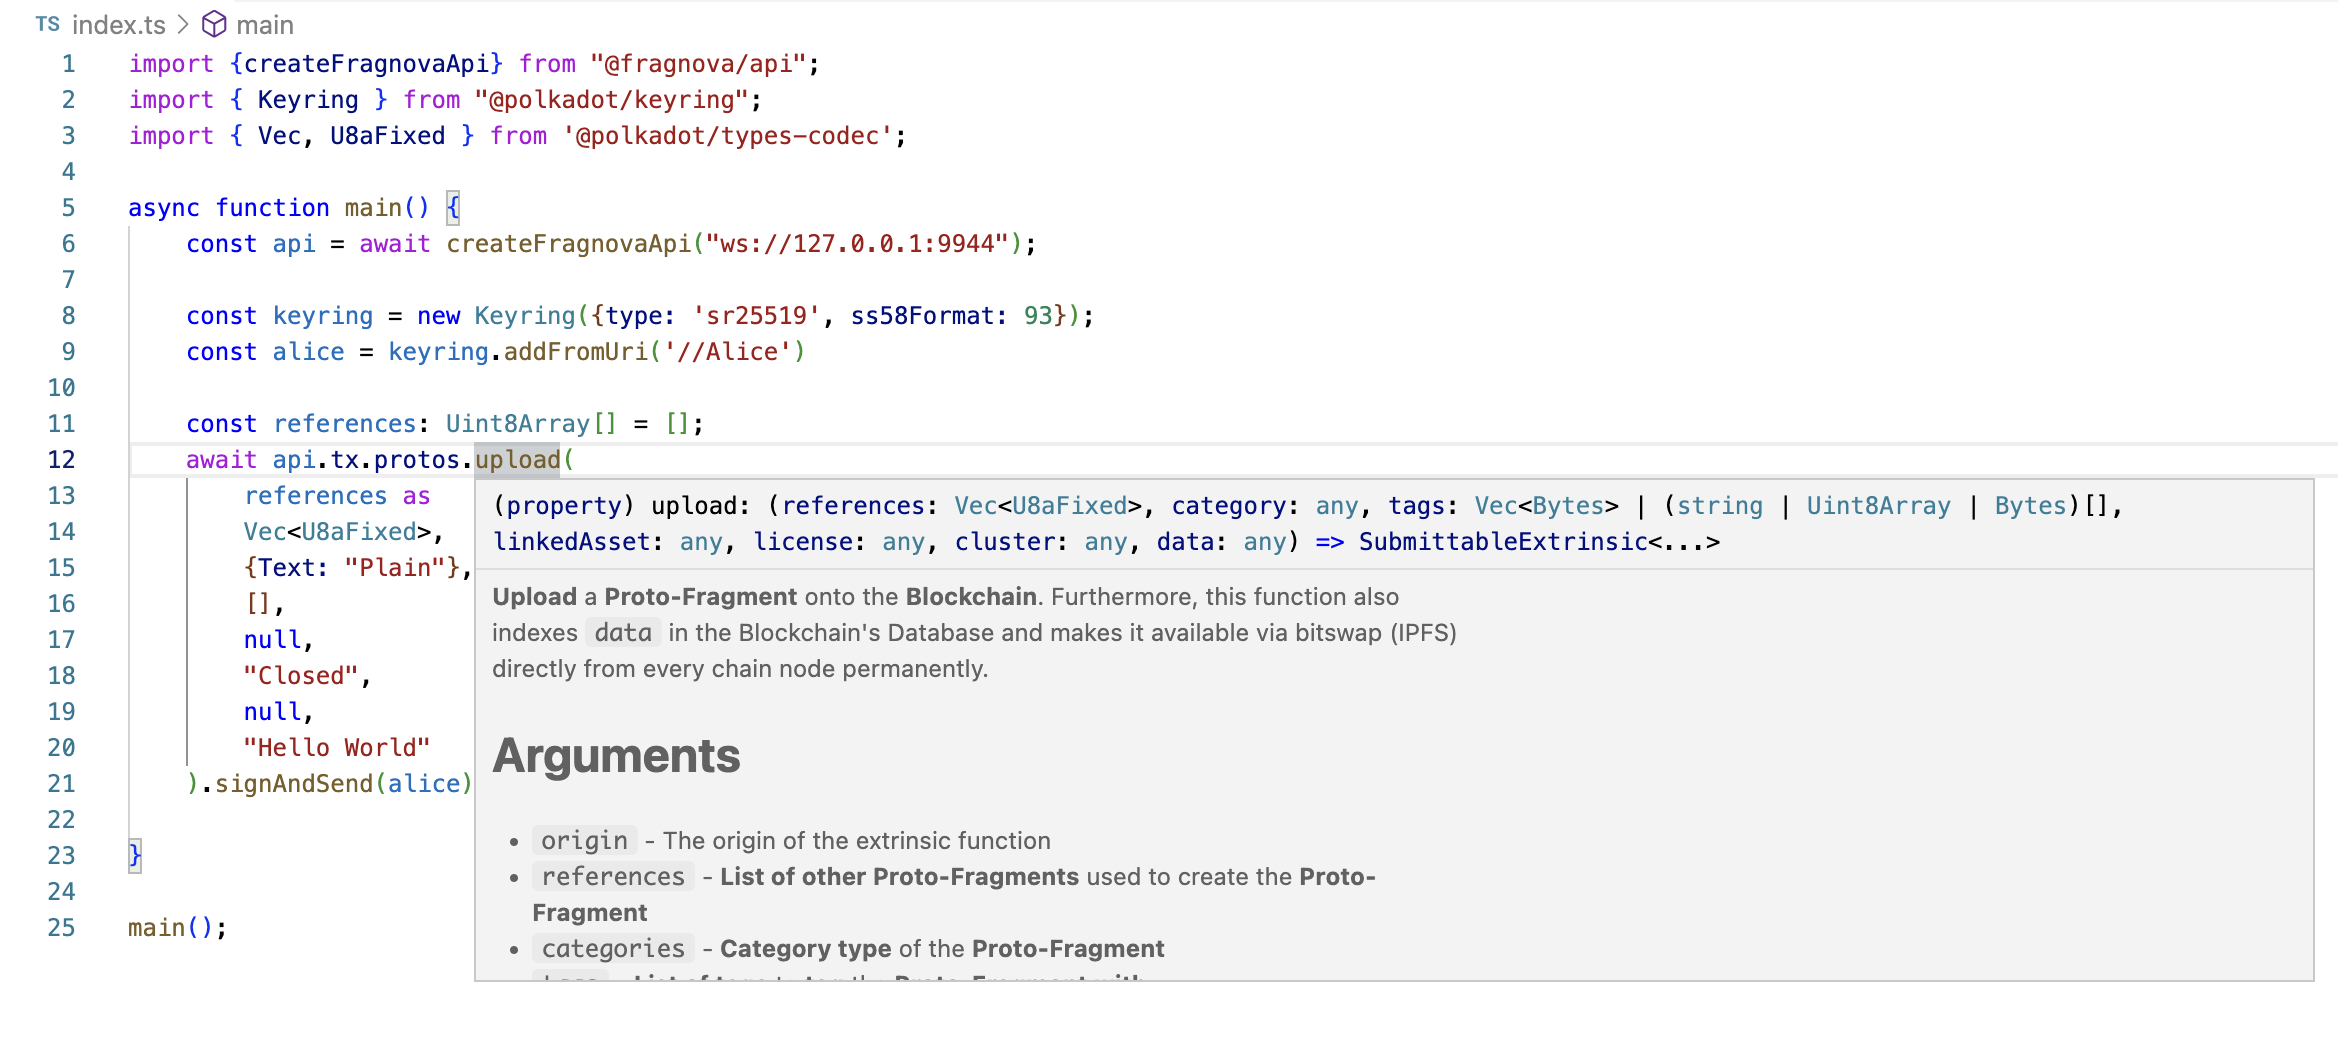 TS index.ts > main
1 import {createFragnovaApi} from "@fragnova/api";
2 import { Keyring } from "@polkadot/keyring";
3 import { Vec, U8aFixed } from '@polkadot/types-codec';
4
5 async function main() {
6 const api = await createFragnovaApi("ws://127.0.0.1:9944");
7
8 const keyring = new Keyring({type: 'sr25519', ss58Format: 93});
9 const alice = keyring.addFromUri('//Alice')
10
11 const references: Uint8Array[] = [];
12 await api.tx.protos.upload(
13 references as
14 Vec<U8aFixed>,
15 {Text: "Plain"},
16 [],
17 null,
18 "Closed",
19 null,
20 "Hello World"
21 ).signAndSend(alice)
22
23 }
24
25 main();
(property) upload: (references: Vec<U8aFixed>, category: any, tags: Vec<Bytes> | (string | Uint8Array | Bytes)[],
linkedAsset: any, license: any, cluster: any, data: any) => SubmittableExtrinsic<...>
Upload a Proto-Fragment onto the Blockchain. Furthermore, this function also
indexes data in the Blockchain's Database and makes it available via bitswap (IPFS)
directly from every chain node permanently.
Arguments
• origin - The origin of the extrinsic function
• references - List of other Proto-Fragments used to create the Proto-
Fragment
• categories - Category type of the Proto-Fragment